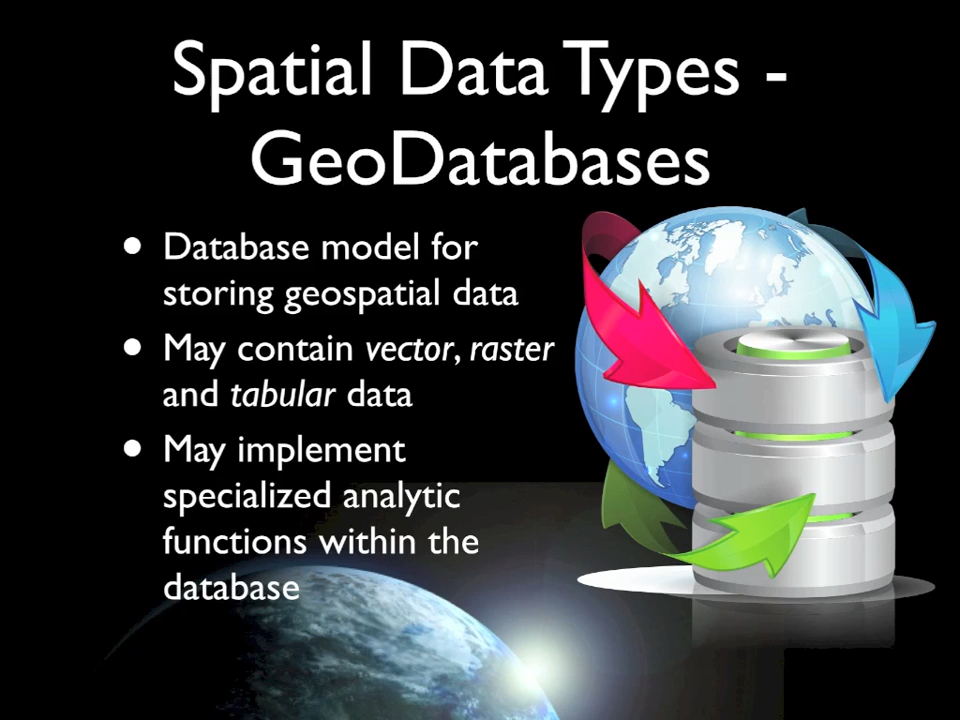 Spatial Data Types -
GeoDatabases
• Database model for
storing geospatial data
• May contain vector, raster
and tabular data
• May implement
specialized analytic
functions within the
database